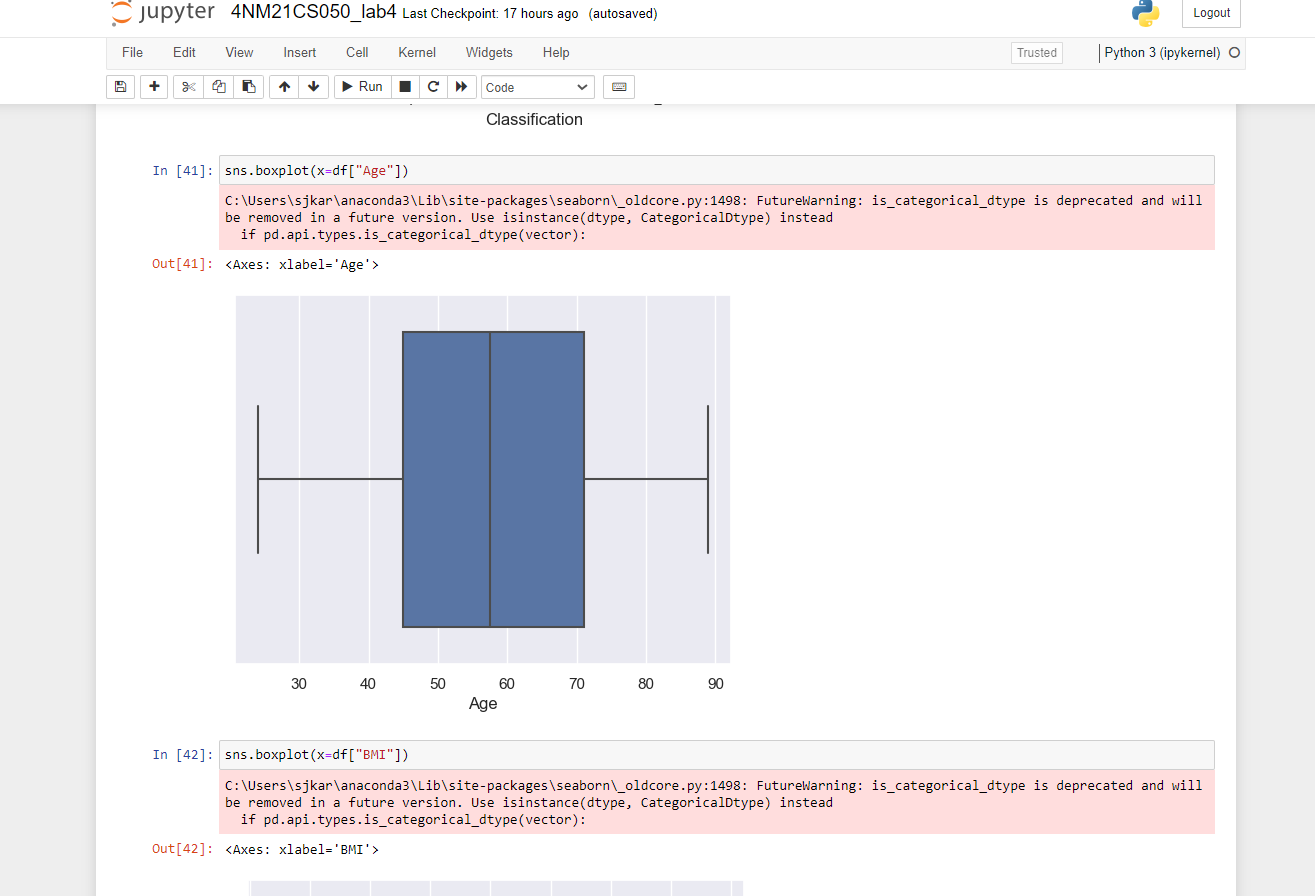 jupyter 4NM21CS050_lab4 Last Checkpoint: 17 hours ago (autosaved) Logout
File Edit View Insert Cell Kernel Widgets Help Trusted Python 3 (ipykernel)
Run Code
Classification
In [41]: sns.boxplot(x=df["Age"])
C:\Users\sjkar\anaconda3\Lib\site-packages\seaborn\_oldcore.py:1498: FutureWarning: is_categorical_dtype is deprecated and will
be removed in a future version. Use isinstance(dtype, CategoricalDtype) instead
  if pd.api.types.is_categorical_dtype(vector):
Out[41]: <Axes: xlabel='Age'>
30 40 50 60 70 80 90
Age
In [42]: sns.boxplot(x=df["BMI"])
C:\Users\sjkar\anaconda3\Lib\site-packages\seaborn\_oldcore.py:1498: FutureWarning: is_categorical_dtype is deprecated and will
be removed in a future version. Use isinstance(dtype, CategoricalDtype) instead
  if pd.api.types.is_categorical_dtype(vector):
Out[42]: <Axes: xlabel='BMI'>